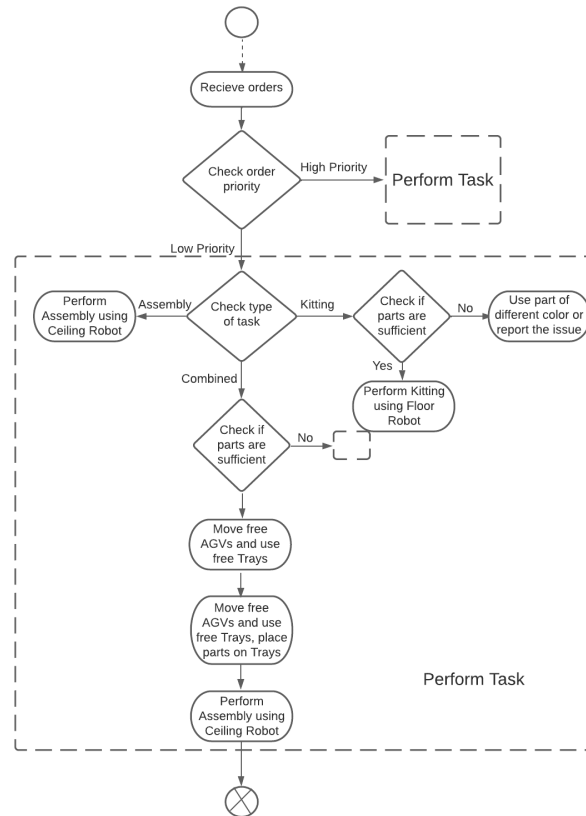 Recieve orders
Check order
priority
High Priority
Perform Task
Low Priority
Perform
Assembly using
Ceiling Robot
Assembly
Check type
of task
Kitting
Check if
parts are
sufficient
No
Use part of
different color or
report the issue
Yes
Perform Kitting
using Floor
Robot
Combined
Check if
parts are
sufficient
No
Move free
AGVs and use
free Trays
Move free
AGVs and use
free Trays, place
parts on Trays
Perform Task
Perform
Assembly using
Ceiling Robot